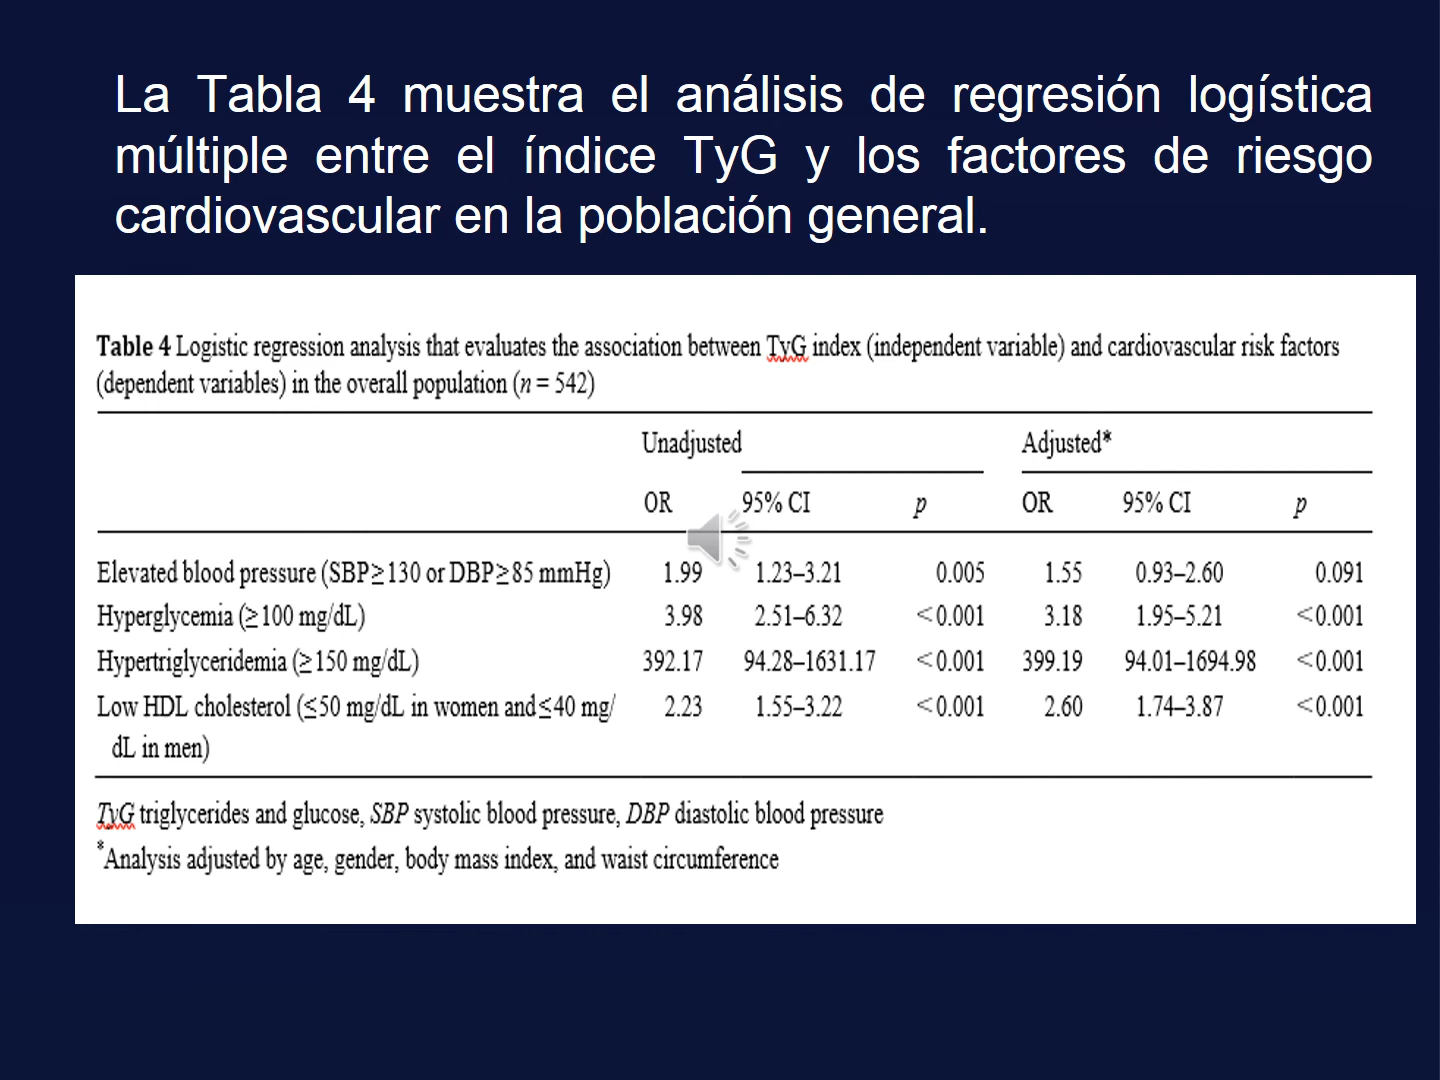 La Tabla 4 muestra el análisis de regresión logística
múltiple entre el índice TyG y los factores de riesgo
cardiovascular en la población general.
Table 4 Logistic regression analysis that evaluates the association between TyG index (independent variable) and cardiovascular risk factors
(dependent variables) in the overall population (n = 542)
Unadjusted Adjusted*
OR 95% CI p OR 95% CI p
Elevated blood pressure (SBP≥130 or DBP≥85 mmHg) 1.99 1.23–3.21 0.005 1.55 0.93–2.60 0.091
Hyperglycemia (≥100 mg/dL) 3.98 2.51–6.32 <0.001 3.18 1.95–5.21 <0.001
Hypertriglyceridemia (≥150 mg/dL) 392.17 94.28–1631.17 <0.001 399.19 94.01–1694.98 <0.001
Low HDL cholesterol (≤50 mg/dL in women and≤40 mg/ 2.23 1.55–3.22 <0.001 2.60 1.74–3.87 <0.001
dL in men)
TyG triglycerides and glucose, SBP systolic blood pressure, DBP diastolic blood pressure
*Analysis adjusted by age, gender, body mass index, and waist circumference